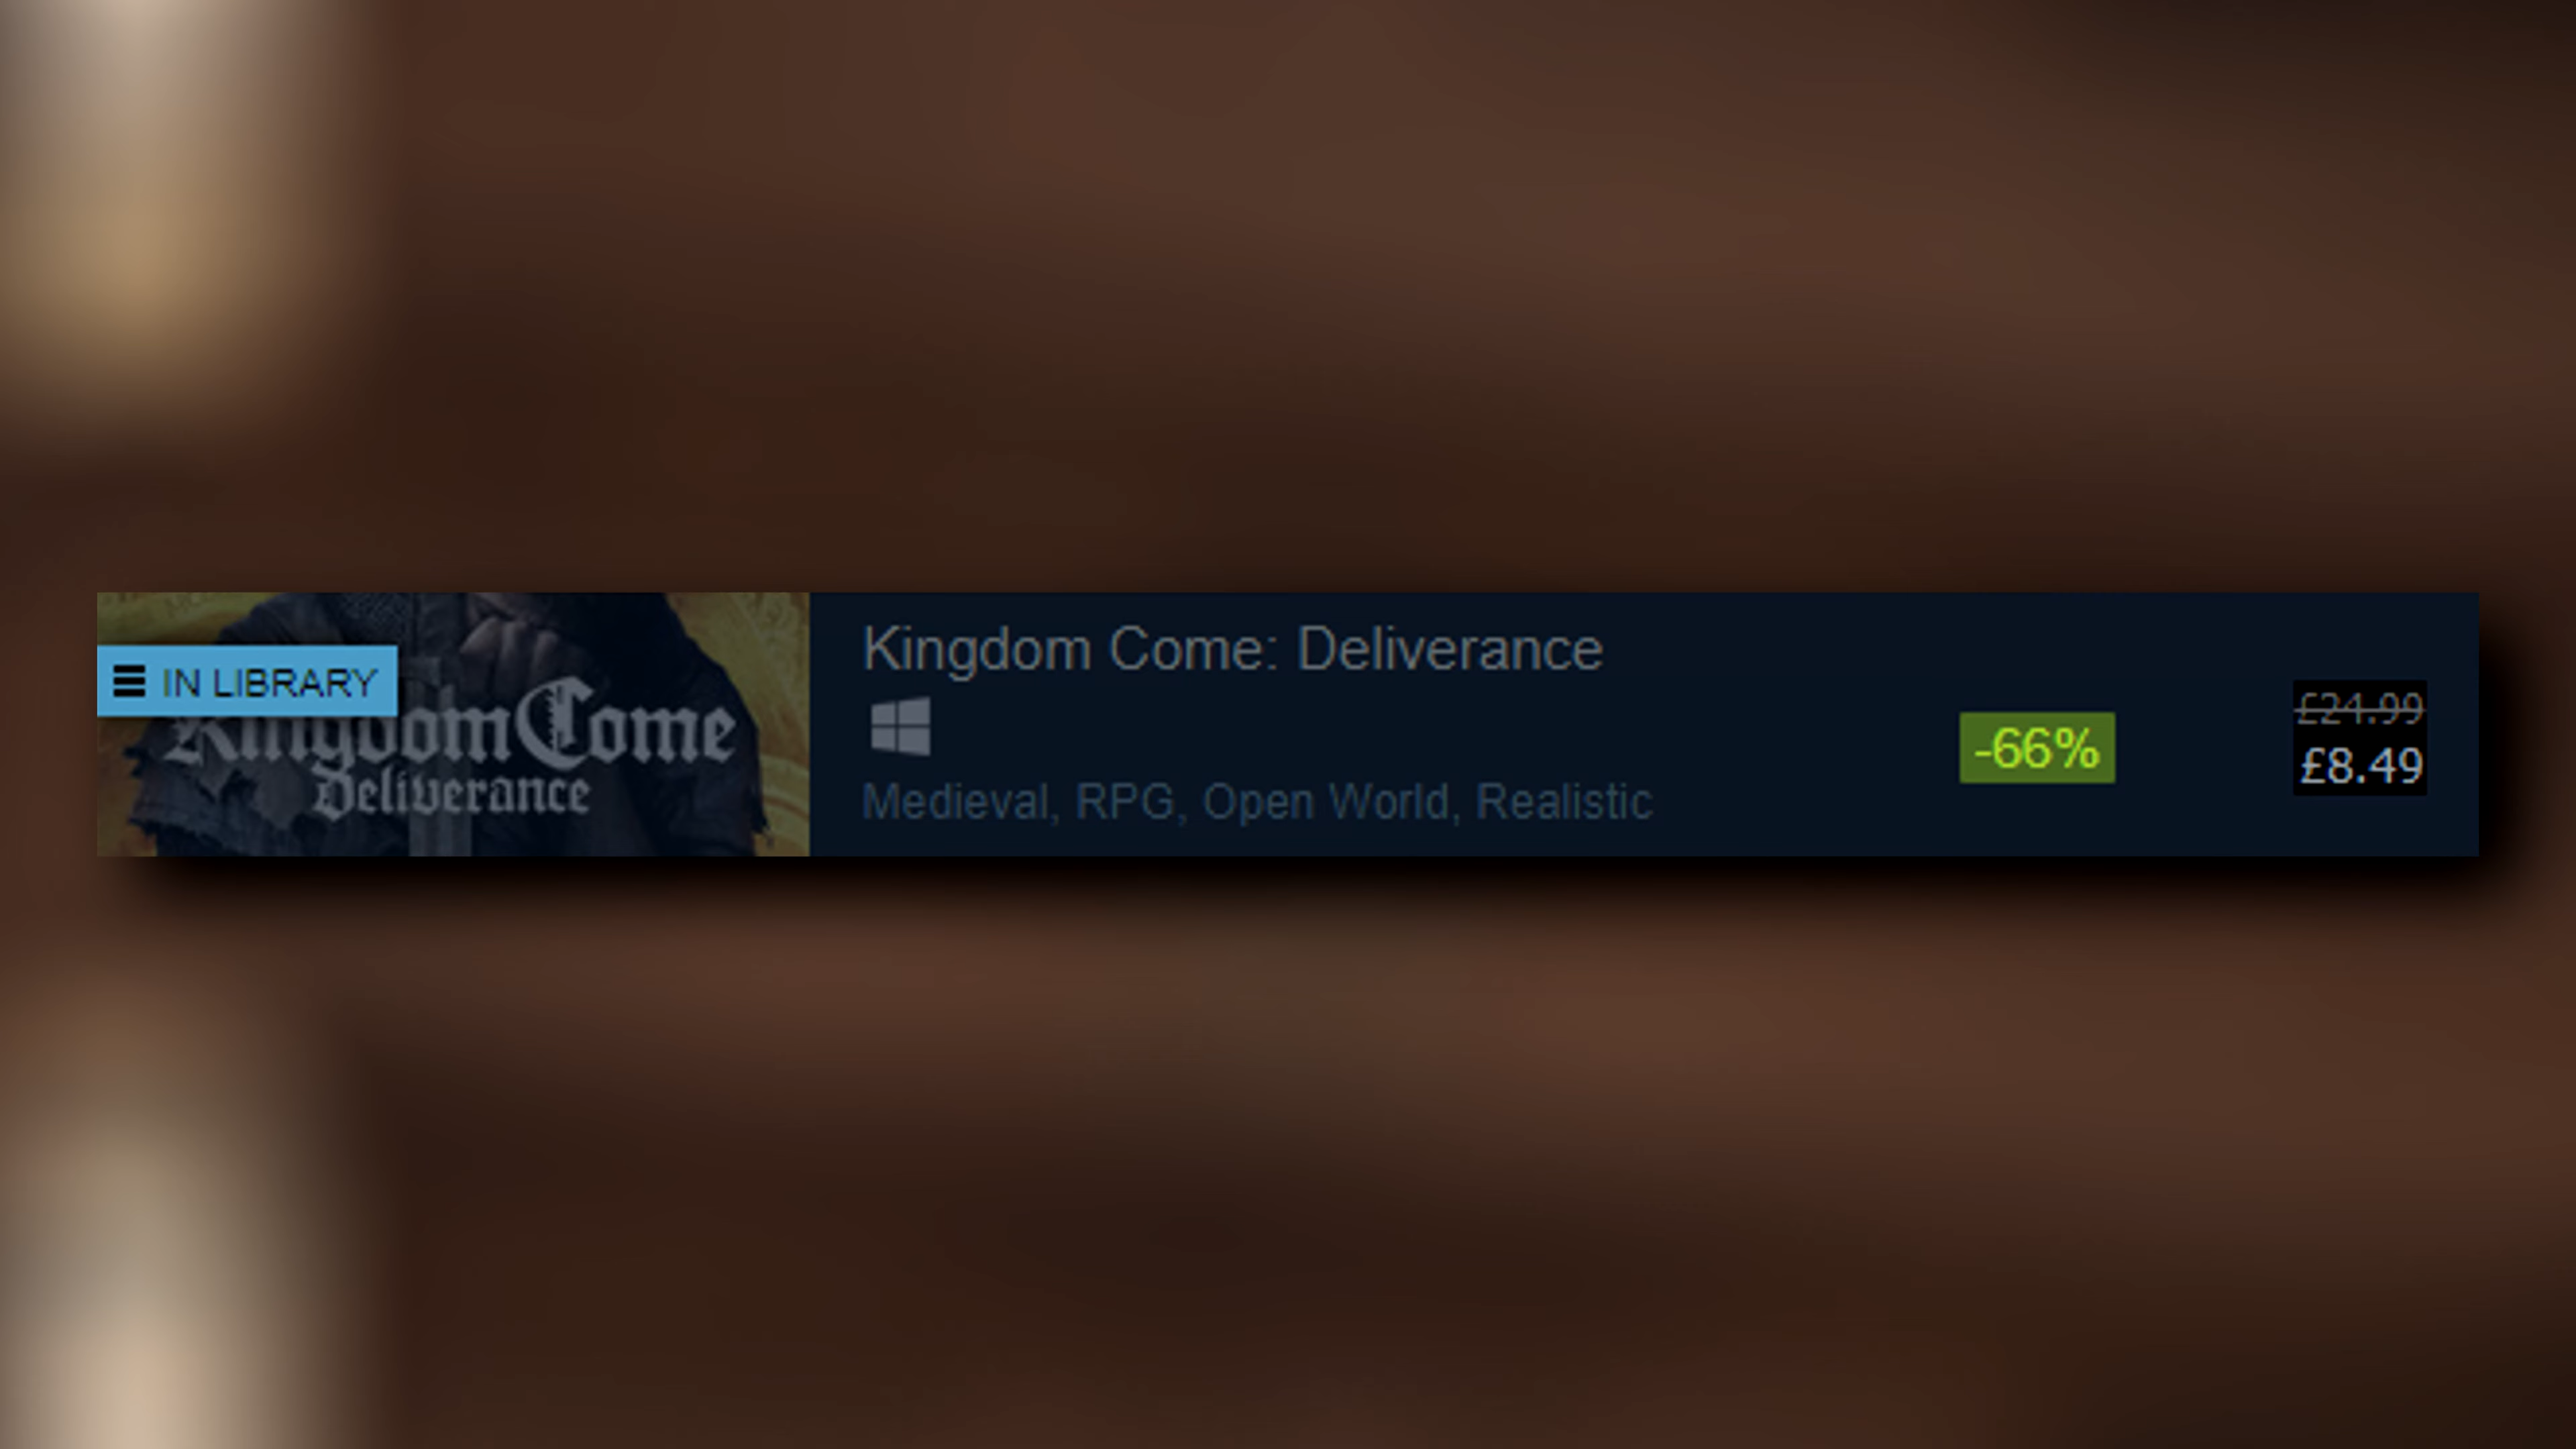 IN LIBRARY
Kingdom Come
Deliverance
Kingdom Come: Deliverance
Medieval, RPG, Open World, Realistic
-66%
£24.99
£8.49